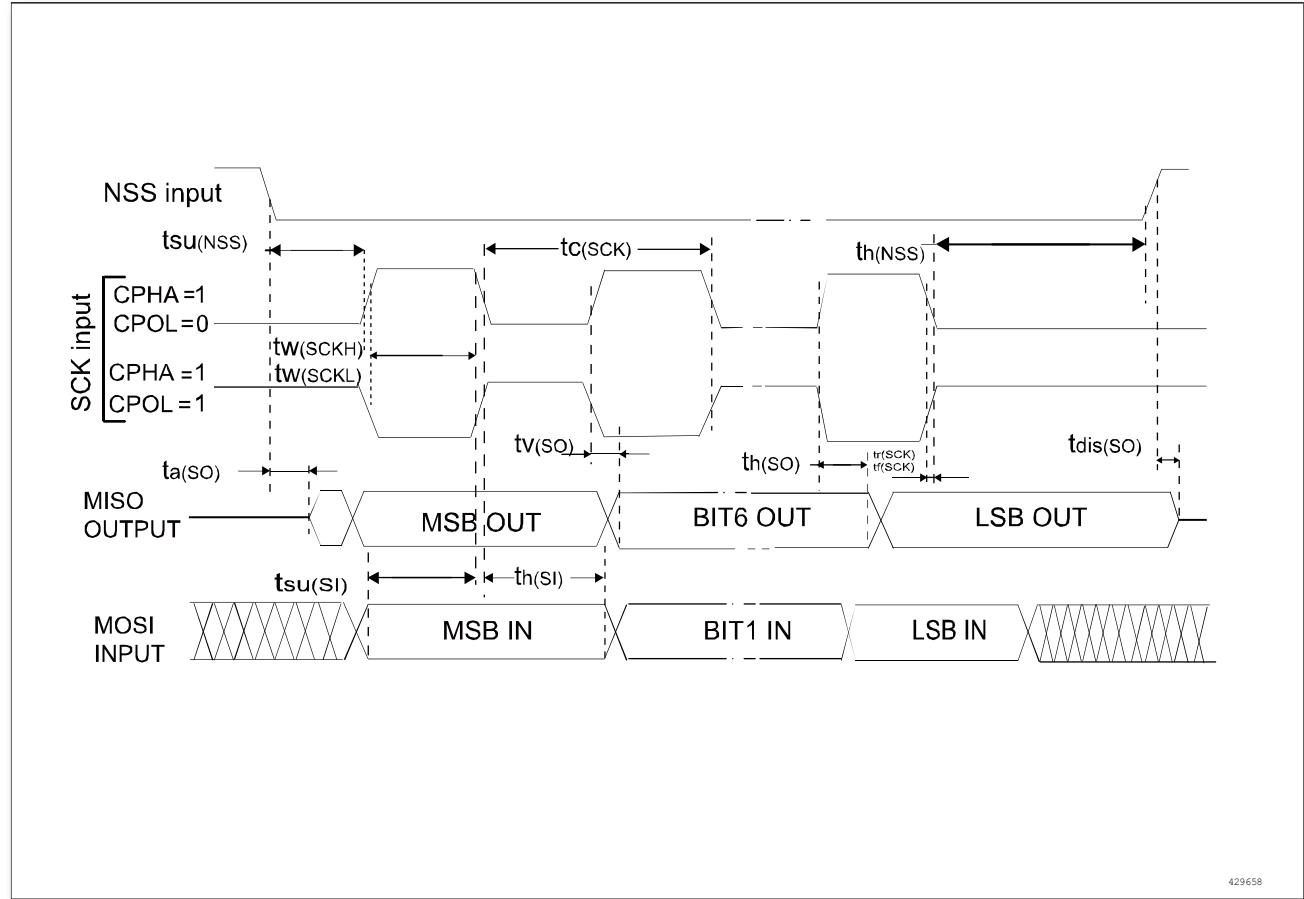 NSS input
tsu(NSS)
tc(SCK)
th(NSS)
SCK input
CPHA =1
CPOL=0
tw(SCKH)
CPHA =1
tw(SCKL)
CPOL =1
tv(SO)
tdis(SO)
ta(SO)
th(SO)
tr(SCK)
tf(SCK)
MISO
OUTPUT
MSB OUT
BIT6 OUT
LSB OUT
tsu(SI)
th(SI)
MOSI
INPUT
MSB IN
BIT1 IN
LSB IN
429658